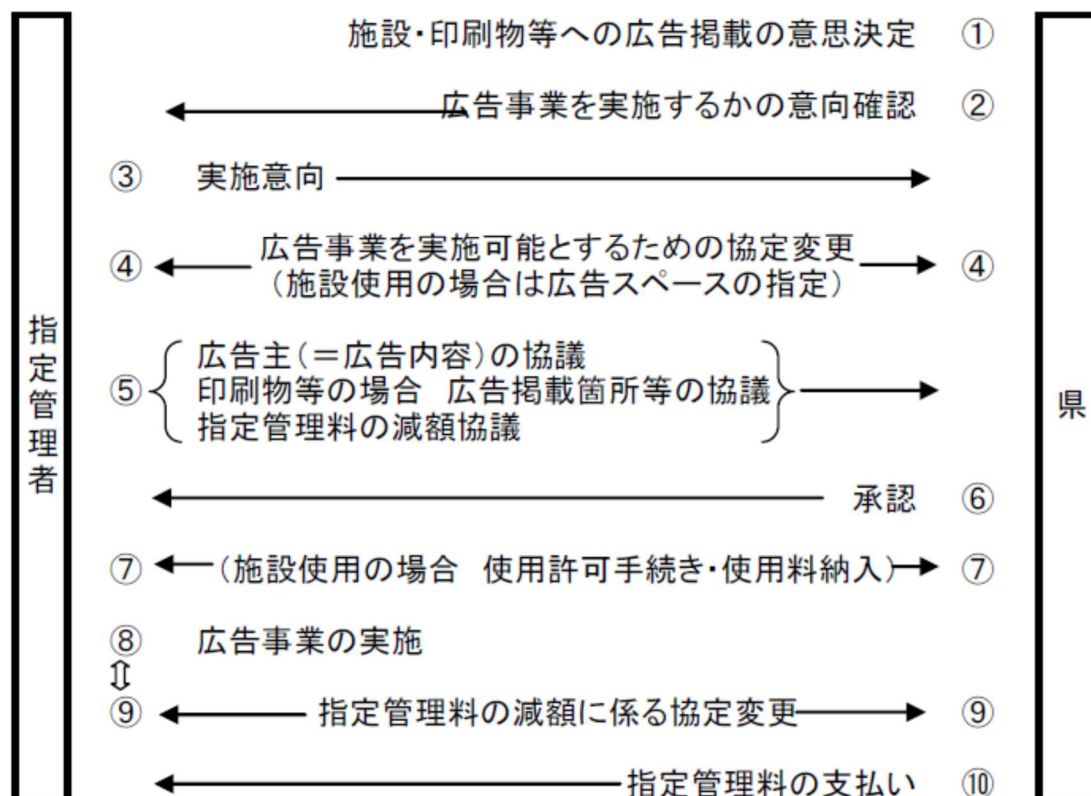 施設・印刷物等への広告掲載の意思決定 ①
広告事業を実施するかの意向確認 ②
③ 実施意向
④ 広告事業を実施可能とするための協定変更 ④
（施設使用の場合は広告スペースの指定）
指定管理者
県
広告主（＝広告内容）の協議
⑤ 印刷物等の場合 広告掲載箇所等の協議
指定管理料の減額協議
承認 ⑥
⑦ （施設使用の場合 使用許可手続き・使用料納入） ⑦
⑧ 広告事業の実施
⇕
⑨ 指定管理料の減額に係る協定変更 ⑨
指定管理料の支払い ⑩